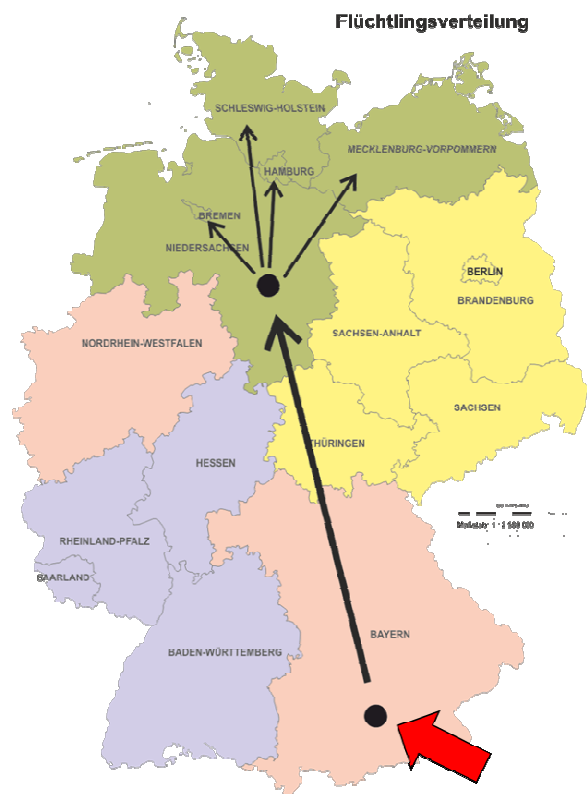 Flüchtlingsverteilung
SCHLESWIG-HOLSTEIN
MECKLENBURG-VORPOMMERN
HAMBURG
BREMEN
NIEDERSACHSEN
BERLIN
BRANDENBURG
SACHSEN-ANHALT
NORDRHEIN-WESTFALEN
SACHSEN
THÜRINGEN
HESSEN
RHEINLAND-PFALZ
SAARLAND
BAYERN
BADEN-WÜRTTEMBERG